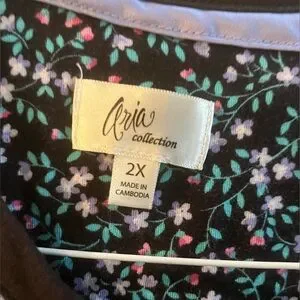 Aria
collection
2X
MADE IN
CAMBODIA